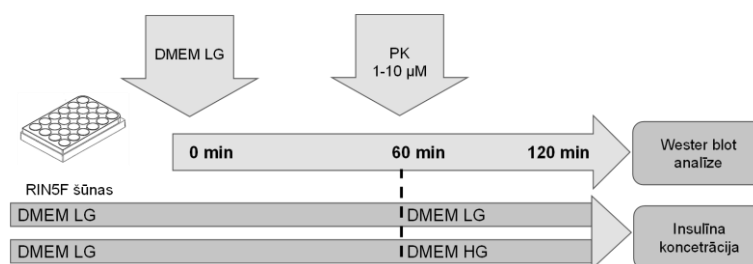 DMEM LG
PK
1-10 µM
0 min
60 min
120 min
Wester blot
analīze
RIN5F šūnas
DMEM LG
DMEM LG
DMEM LG
DMEM HG
Insulīna
koncetrācija